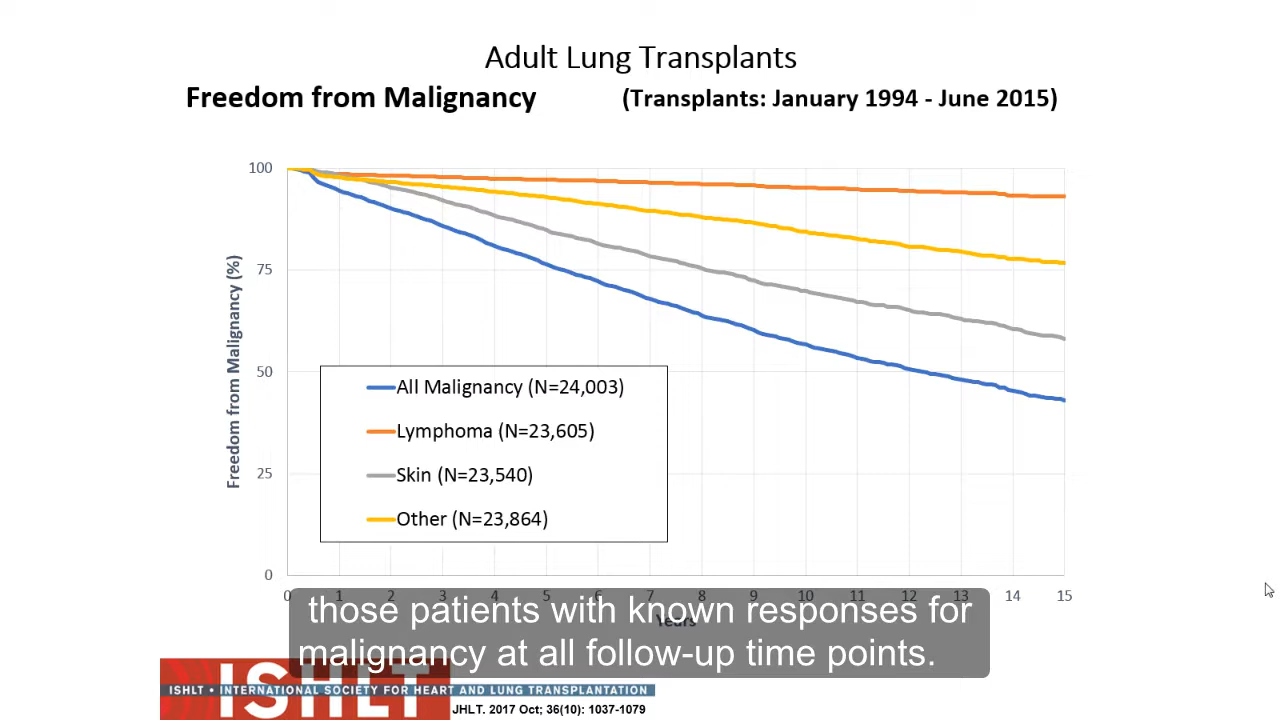 Adult Lung Transplants
Freedom from Malignancy (Transplants: January 1994 - June 2015)
100
75
50
25
0
Freedom from Malignancy (%)
All Malignancy (N=24,003)
Lymphoma (N=23,605)
Skin (N=23,540)
Other (N=23,864)
0 1 2 3 4 5 6 7 8 9 10 11 12 13 14 15
Years
those patients with known responses for
malignancy at all follow-up time points.
ISHLT
ISHLT • INTERNATIONAL SOCIETY FOR HEART AND LUNG TRANSPLANTATION
JHLT. 2017 Oct; 36(10): 1037-1079